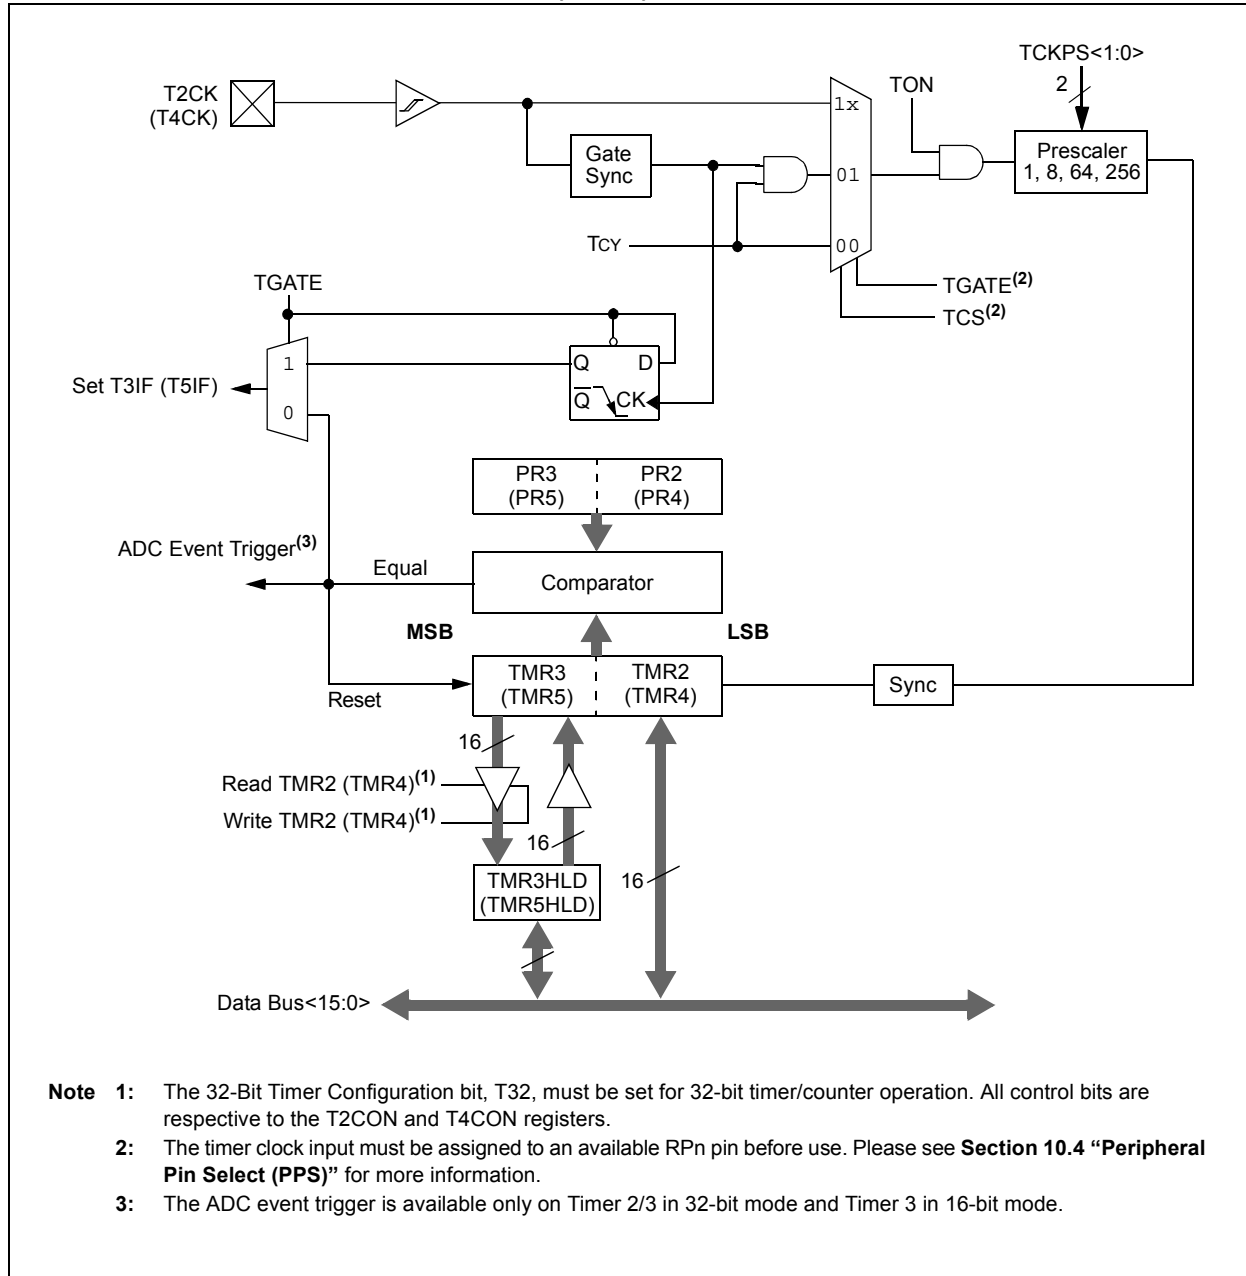 TCKPS<1:0>
2
T2CK
(T4CK)
TON
1x
Gate
Sync
Prescaler
1, 8, 64, 256
01
TCY
00
TGATE
TGATE(2)
TCS(2)
1
Q
D
Set T3IF (T5IF)
Q
CK
0
PR3
(PR5)
PR2
(PR4)
ADC Event Trigger(3)
Equal
Comparator
MSB
LSB
TMR3
(TMR5)
TMR2
(TMR4)
Sync
Reset
16
Read TMR2 (TMR4)(1)
Write TMR2 (TMR4)(1)
16
16
TMR3HLD
(TMR5HLD)
Data Bus<15:0>
Note 1: The 32-Bit Timer Configuration bit, T32, must be set for 32-bit timer/counter operation. All control bits are
respective to the T2CON and T4CON registers.
2: The timer clock input must be assigned to an available RPn pin before use. Please see Section 10.4 “Peripheral
Pin Select (PPS)” for more information.
3: The ADC event trigger is available only on Timer 2/3 in 32-bit mode and Timer 3 in 16-bit mode.